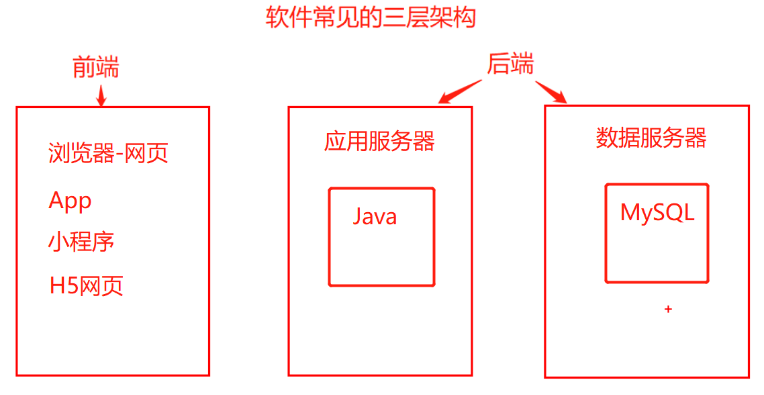 软件常见的三层架构
前端
后端
浏览器-网页
App
小程序
H5网页
应用服务器
Java
数据服务器
MySQL